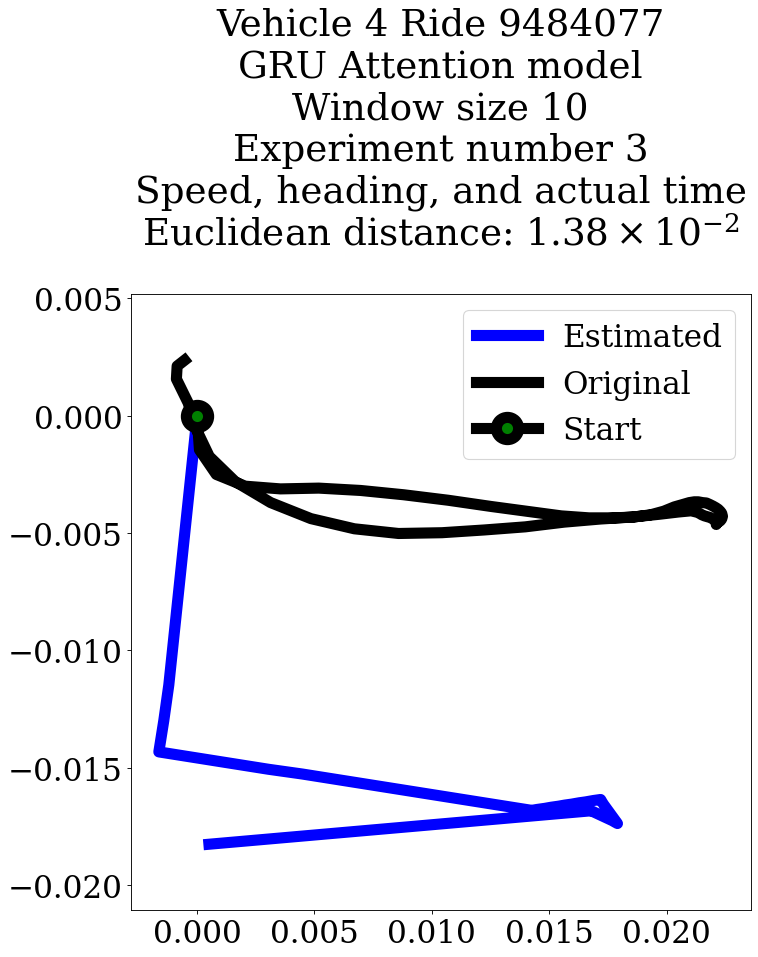 Vehicle 4 Ride 9484077
GRU Attention model
Window size 10
Experiment number 3
Speed, heading, and actual time
Euclidean distance: 1.38 × 10⁻²
Estimated
Original
Start
0.005
0.000
−0.005
−0.010
−0.015
−0.020
0.000 0.005 0.010 0.015 0.020